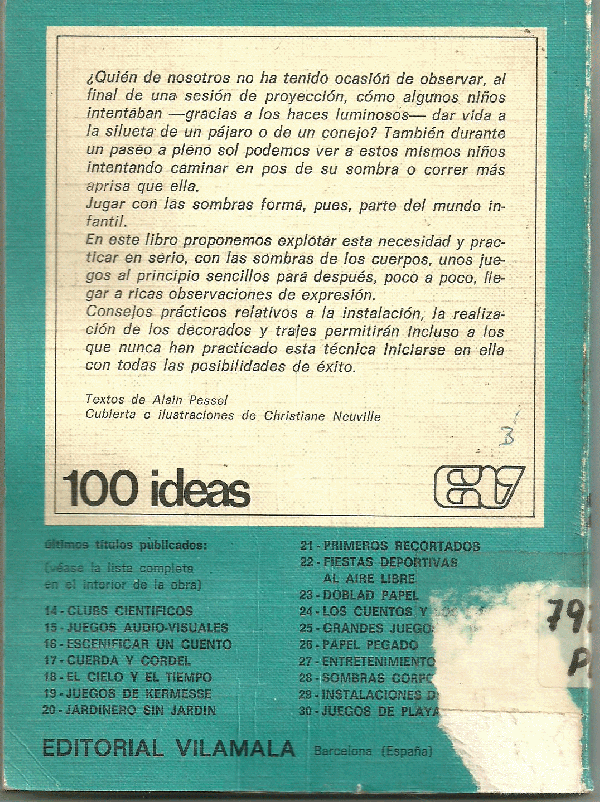 ¿Quién de nosotros no ha tenido ocasión de observar, al
final de una sesión de proyección, cómo algunos niños
intentaban —gracias a los haces luminosos— dar vida a
la silueta de un pájaro o de un conejo? También durante
un paseo a pleno sol podemos ver a estos mismos niños
intentando caminar en pos de su sombra o correr más
aprisa que ella.
Jugar con las sombras forma, pues, parte del mundo in-
fantil.
En este libro proponemos explotar esta necesidad y prac-
ticar en serio, con las sombras de los cuerpos, unos jue-
gos al principio sencillos para después, poco a poco, lle-
gar a ricas observaciones de expresión.
Consejos prácticos relativos a la instalación, la realiza-
ción de los decorados y trajes permitirán incluso a los
que nunca han practicado esta técnica iniciarse en ella
con todas las posibilidades de éxito.
Textos de Alain Pessel
Cubierta e ilustraciones de Christiane Neuville
B
100 ideas
últimos títulos publicados:
(véase la lista completa
en el interior de la obra)
14 - CLUBS CIENTIFICOS
15 - JUEGOS AUDIO-VISUALES
16 - ESCENIFICAR UN CUENTO
17 - CUERDA Y CORDEL
18 - EL CIELO Y EL TIEMPO
19 - JUEGOS DE KERMESSE
20 - JARDINERO SIN JARDIN
21 - PRIMEROS RECORTADOS
22 - FIESTAS DEPORTIVAS
AL AIRE LIBRE
23 - DOBLAD PAPEL
24 - LOS CUENTOS Y
25 - GRANDES JUEGO
26 - PAPEL PEGADO
27 - ENTRETENIMIENTO
28 - SOMBRAS CORPO
29 - INSTALACIONES D
30 - JUEGOS DE PLAYA
79
P
EDITORIAL VILAMALA Barcelona (España)